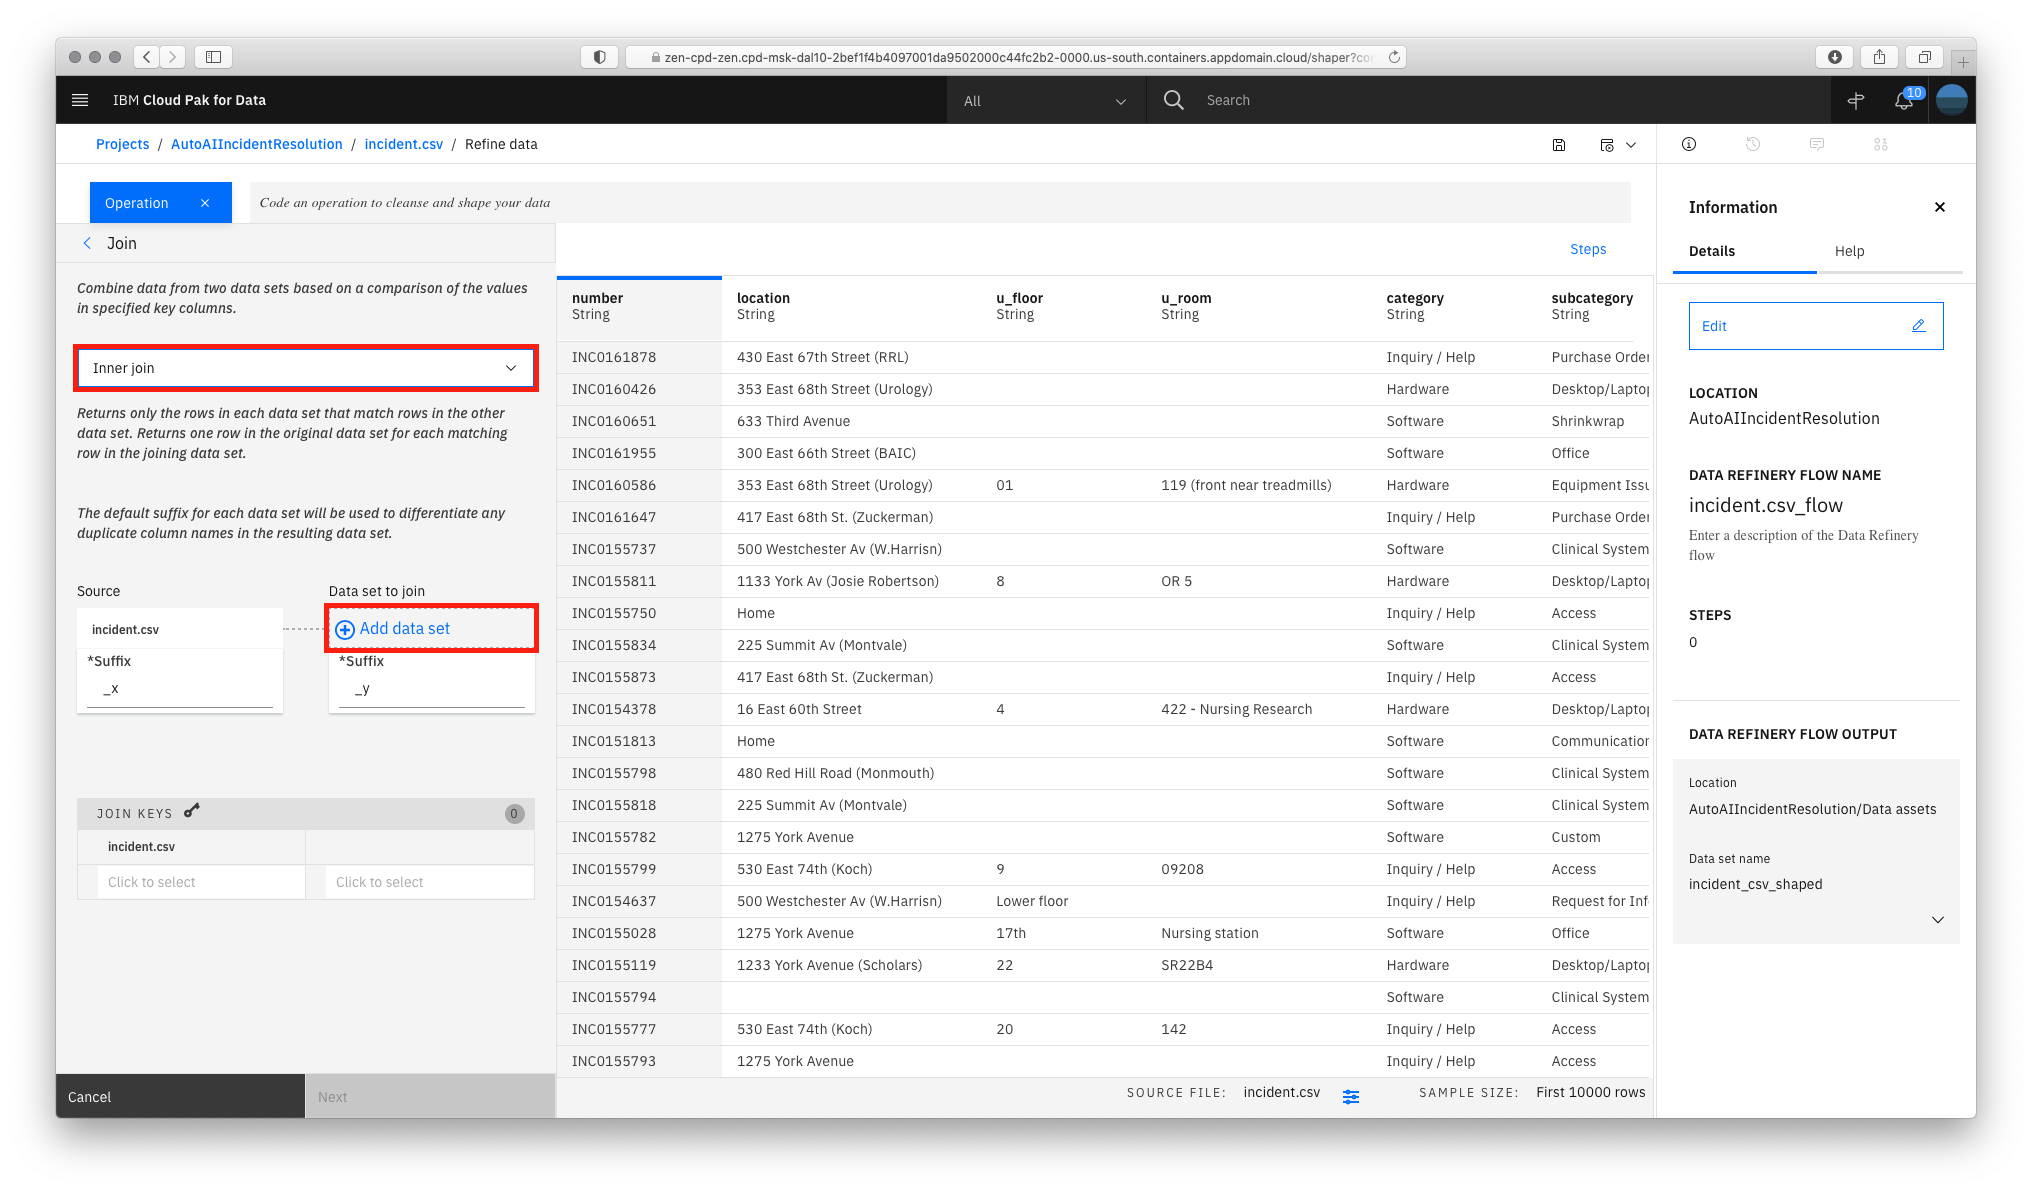 zen-cpd-zen.cpd-msk-dal10-2bef1f4b4097001da9502000c44fc2b2-0000.us-south.containers.appdomain.cloud/shaper?co
IBM Cloud Pak for Data
All
Search
10
Projects / AutoAIIncidentResolution / incident.csv / Refine data
Operation
Code an operation to cleanse and shape your data
Join
Combine data from two data sets based on a comparison of the values
in specified key columns.
Inner join
Returns only the rows in each data set that match rows in the other
data set. Returns one row in the original data set for each matching
row in the joining data set.
The default suffix for each data set will be used to differentiate any
duplicate column names in the resulting data set.
Source
Data set to join
incident.csv
Add data set
*Suffix
*Suffix
_x
_y
JOIN KEYS
0
incident.csv
Click to select
Click to select
Cancel
Next
Steps
number location u_floor u_room category subcategory
String String String String String String
INC0161878 430 East 67th Street (RRL) Inquiry / Help Purchase Order
INC0160426 353 East 68th Street (Urology) Hardware Desktop/Laptop
INC0160651 633 Third Avenue Software Shrinkwrap
INC0161955 300 East 66th Street (BAIC) Software Office
INC0160586 353 East 68th Street (Urology) 01 119 (front near treadmills) Hardware Equipment Issu
INC0161647 417 East 68th St. (Zuckerman) Inquiry / Help Purchase Order
INC0155737 500 Westchester Av (W.Harrisn) Software Clinical System
INC0155811 1133 York Av (Josie Robertson) 8 OR 5 Hardware Desktop/Laptop
INC0155750 Home Inquiry / Help Access
INC0155834 225 Summit Av (Montvale) Software Clinical System
INC0155873 417 East 68th St. (Zuckerman) Inquiry / Help Access
INC0154378 16 East 60th Street 4 422 - Nursing Research Hardware Desktop/Laptop
INC0151813 Home Software Communication
INC0155798 480 Red Hill Road (Monmouth) Software Clinical System
INC0155818 225 Summit Av (Montvale) Software Clinical System
INC0155782 1275 York Avenue Software Custom
INC0155799 530 East 74th (Koch) 9 09208 Inquiry / Help Access
INC0154637 500 Westchester Av (W.Harrisn) Lower floor Inquiry / Help Request for Inf
INC0155028 1275 York Avenue 17th Nursing station Software Office
INC0155119 1233 York Avenue (Scholars) 22 SR22B4 Hardware Desktop/Laptop
INC0155794 Software Clinical System
INC0155777 530 East 74th (Koch) 20 142 Inquiry / Help Access
INC0155793 1275 York Avenue Inquiry / Help Access
SOURCE FILE: incident.csv SAMPLE SIZE: First 10000 rows
Information
Details Help
Edit
LOCATION
AutoAIIncidentResolution
DATA REFINERY FLOW NAME
incident.csv_flow
Enter a description of the Data Refinery
flow
STEPS
0
DATA REFINERY FLOW OUTPUT
Location
AutoAIIncidentResolution/Data assets
Data set name
incident_csv_shaped